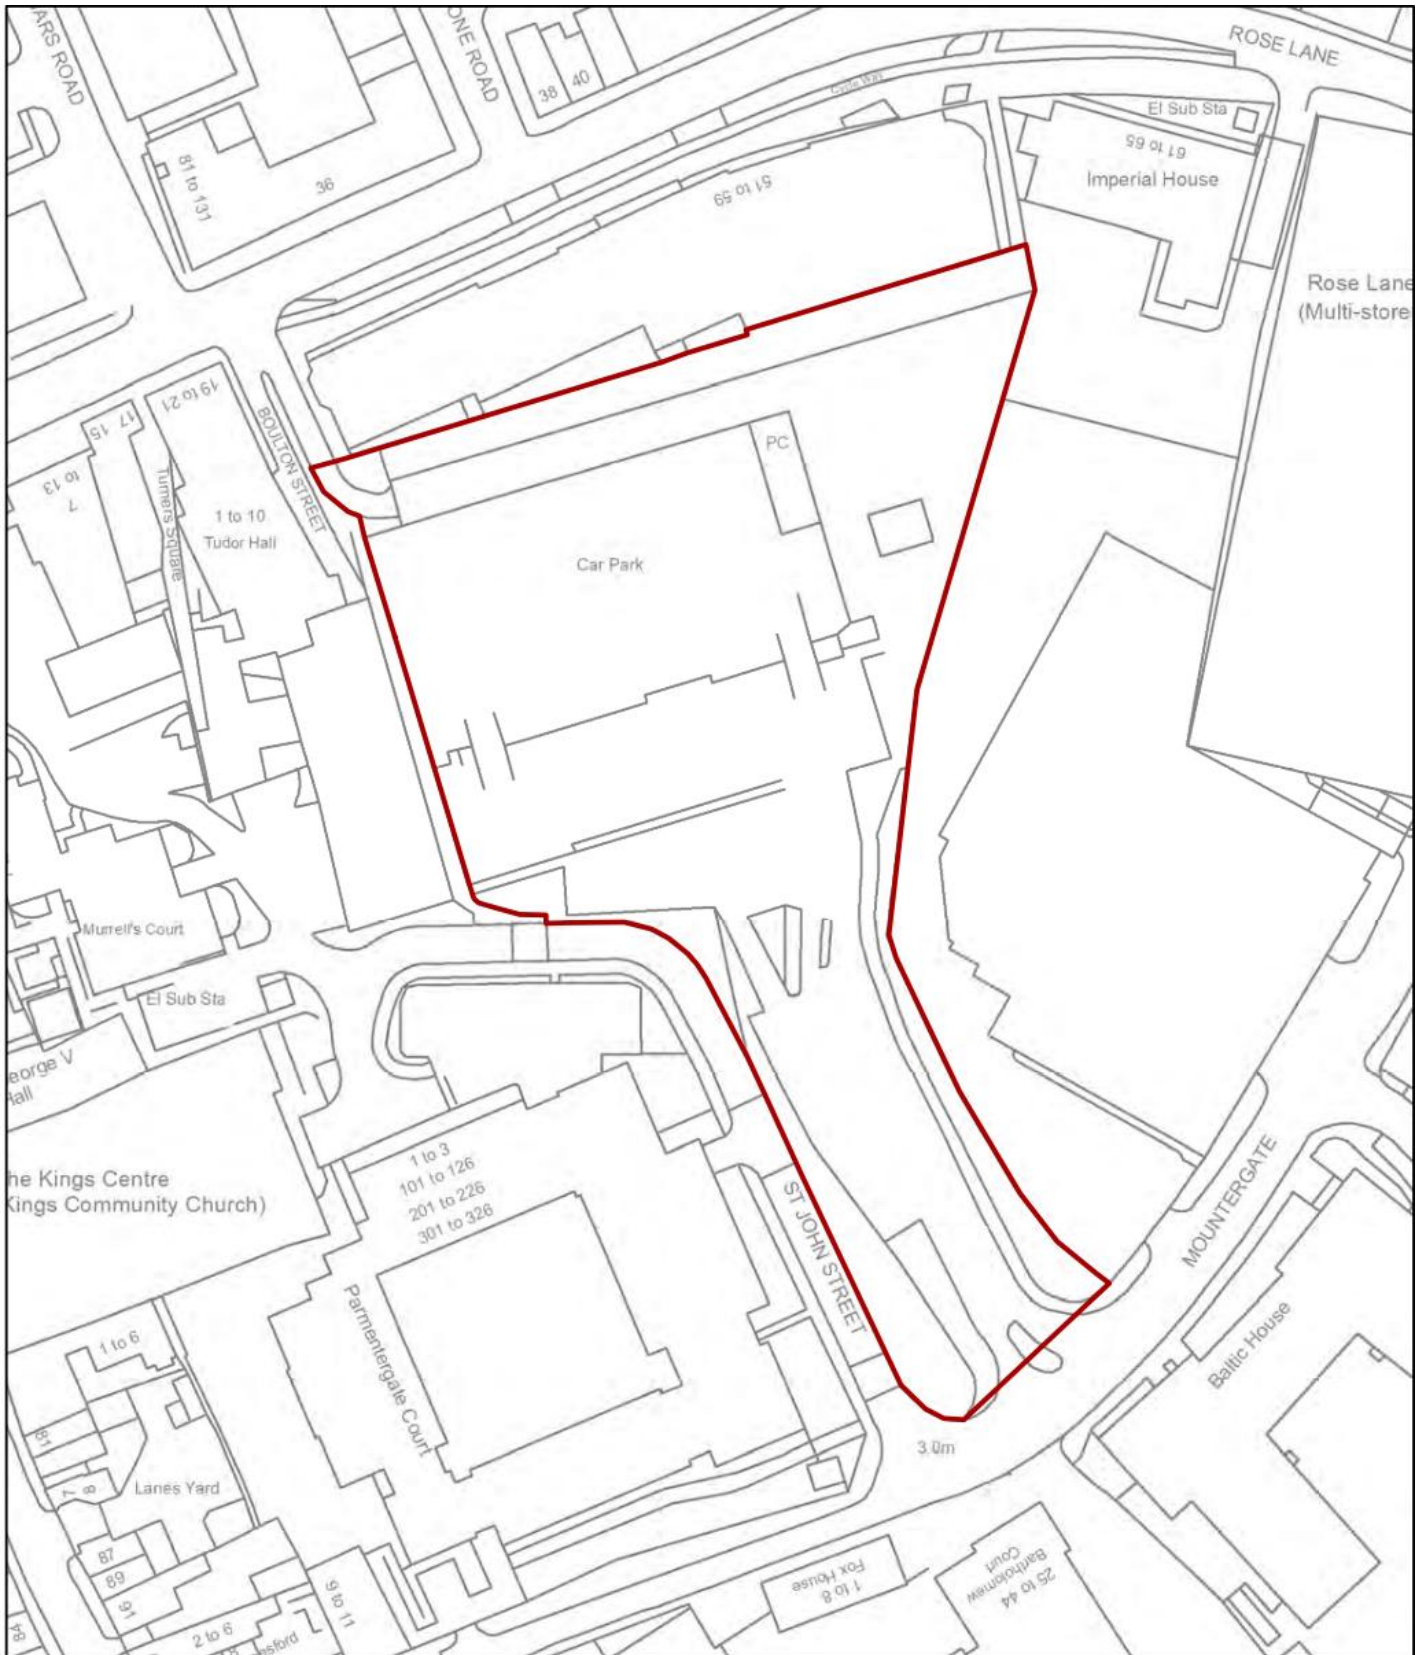 ROSE LANE
ARS ROAD
ONE ROAD
38
40
Cycle Way
El Sub Sta
61 to 65
Imperial House
81 to 131
36
51 to 59
Rose Lane
(Multi-store
19 to 21
17
15
7 to 13
Turners Square
BOULTON STREET
1 to 10
Tudor Hall
PC
Car Park
Murrell's Court
El Sub Sta
eorge V
Hall
he Kings Centre
Kings Community Church)
1 to 3
101 to 126
201 to 226
301 to 326
ST JOHN STREET
MOUNTERGATE
Parmentergate Court
Baltic House
1 to 6
81
7
8
Lanes Yard
3.0m
87
89
91
84
2 to 6
nsford
9 to 11
1 to 8
Fox House
25 to 44
Bartholomew
Court